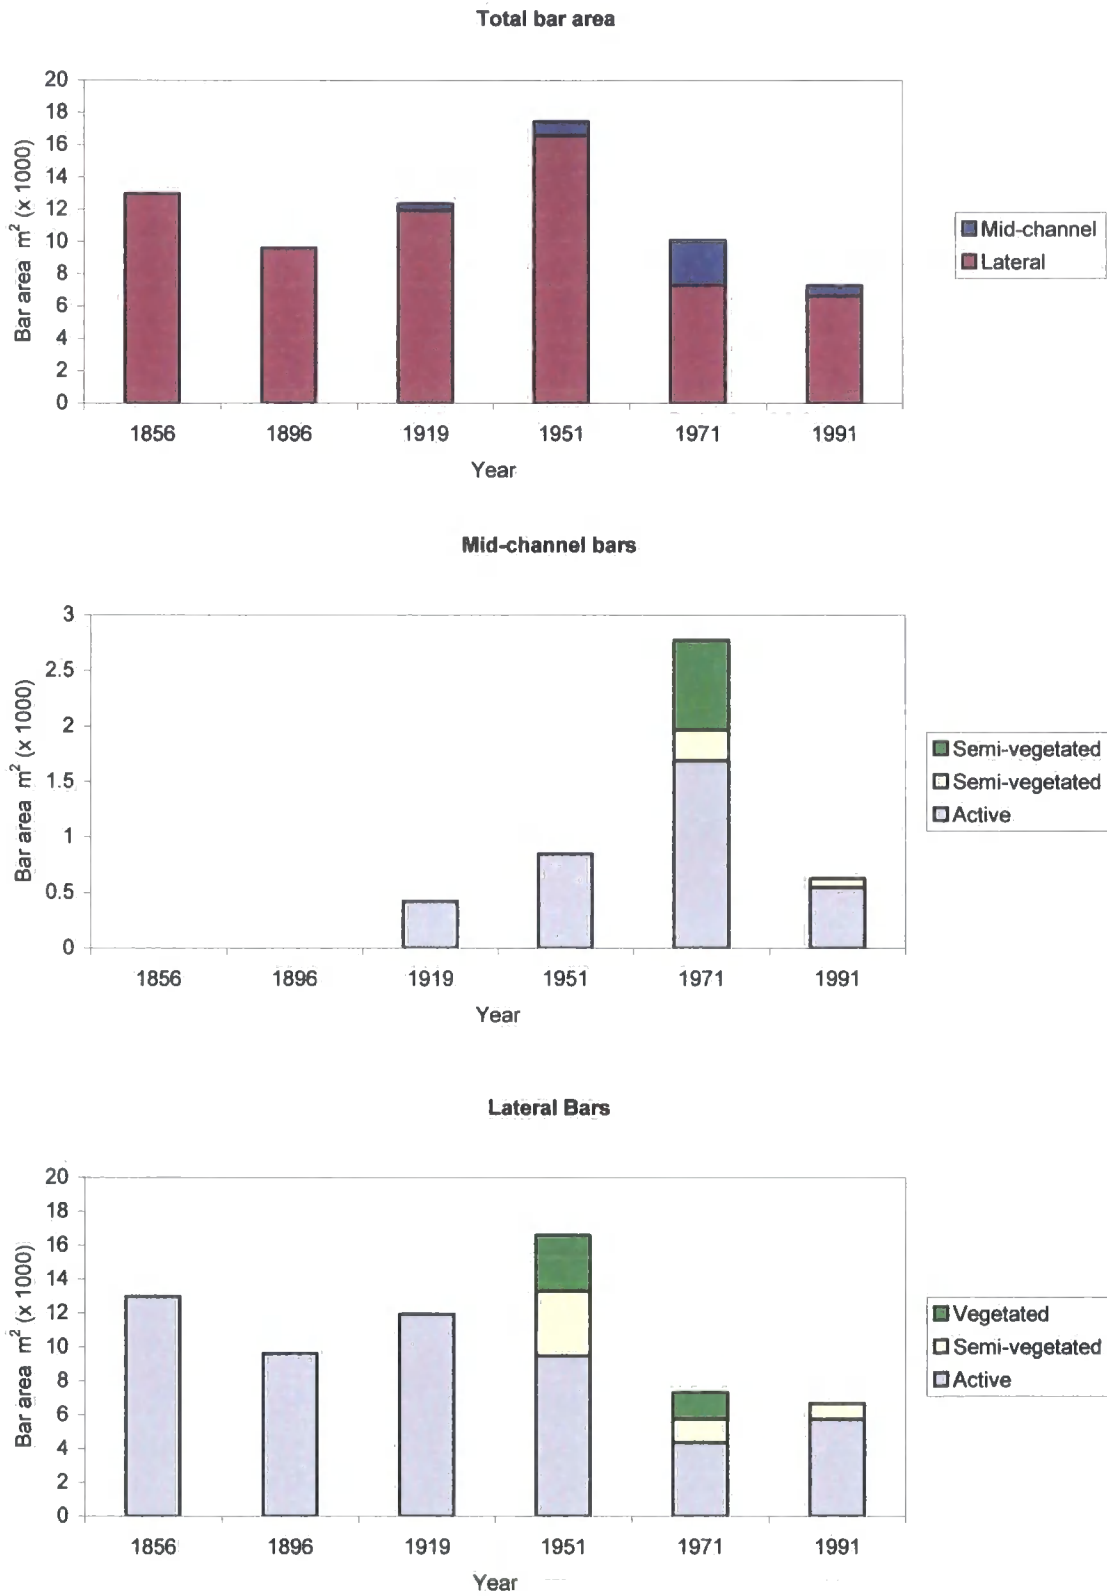 Total bar area
20
18
16
14
12
10
8
6
4
2
0
Bar area m² (x 1000)
1856 1896 1919 1951 1971 1991
Year
Mid-channel
Lateral
Mid-channel bars
3
2.5
2
1.5
1
0.5
0
Bar area m² (x 1000)
1856 1896 1919 1951 1971 1991
Year
Semi-vegetated
Semi-vegetated
Active
Lateral Bars
20
18
16
14
12
10
8
6
4
2
0
Bar area m² (x 1000)
1856 1896 1919 1951 1971 1991
Year
Vegetated
Semi-vegetated
Active